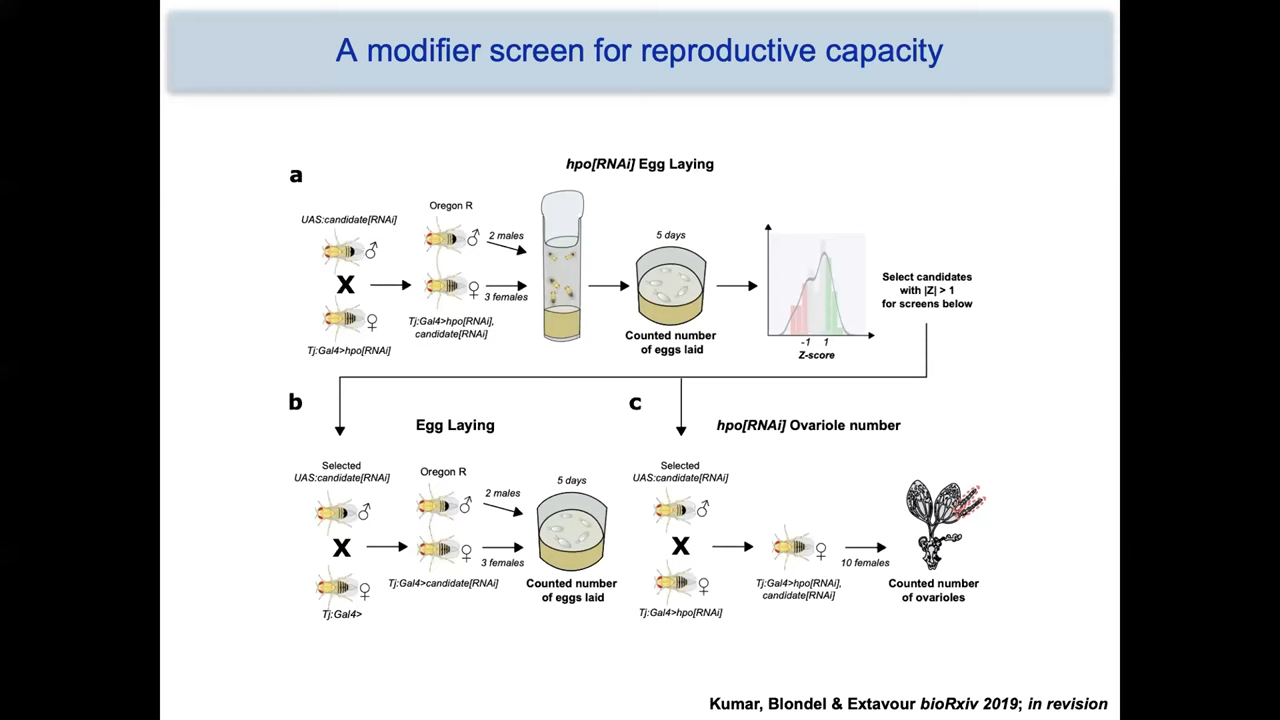 A modifier screen for reproductive capacity
a
hpo[RNAi] Egg Laying
UAS:candidate[RNAi]
♂
X
♀
Tj:Gal4>hpo[RNAi]
Oregon R
♂
2 males
♀
3 females
Tj:Gal4>hpo[RNAi],
candidate[RNAi]
5 days
Counted number
of eggs laid
-1 1
Z-score
Select candidates
with |Z| > 1
for screens below
b
Egg Laying
Selected
UAS:candidate[RNAi]
♂
X
♀
Tj:Gal4>
Oregon R
♂
2 males
♀
3 females
Tj:Gal4>candidate[RNAi]
5 days
Counted number
of eggs laid
c
hpo[RNAi] Ovariole number
Selected
UAS:candidate[RNAi]
♂
X
♀
Tj:Gal4>hpo[RNAi]
♀
10 females
Tj:Gal4>hpo[RNAi],
candidate[RNAi]
Counted number
of ovarioles
Kumar, Blondel & Extavour bioRxiv 2019; in revision